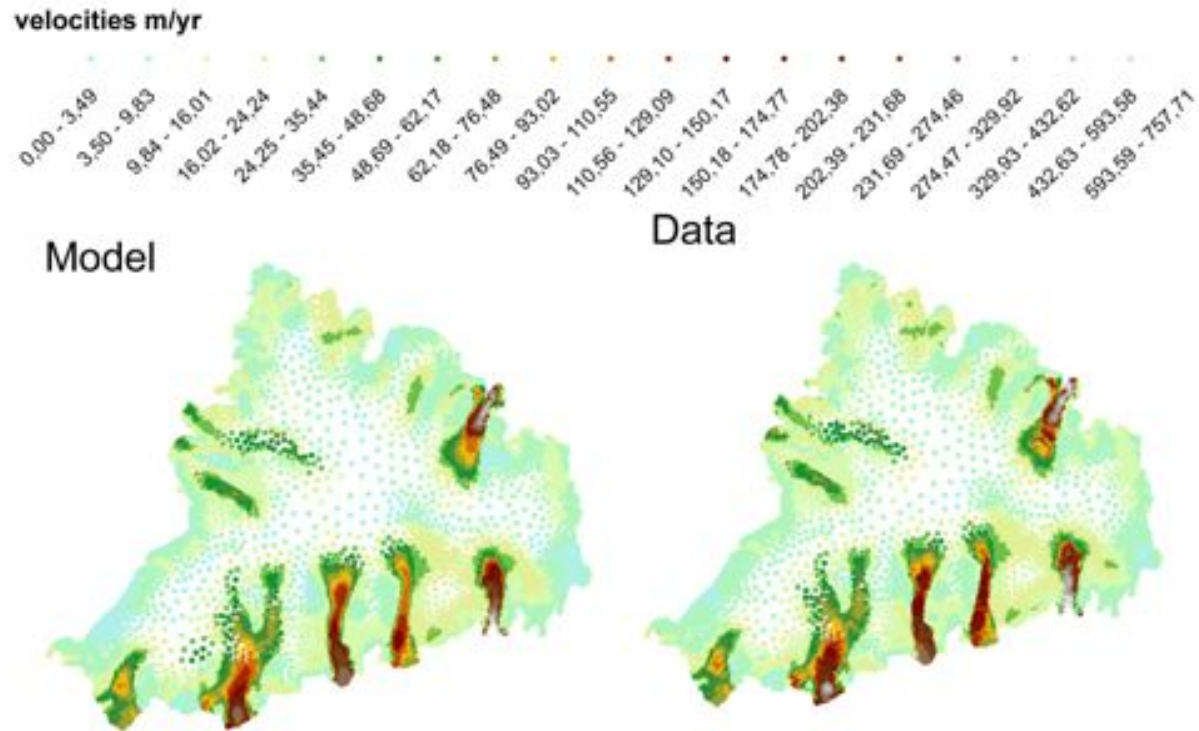 velocities m/yr
0,00 - 3,49
3,50 - 9,83
9,84 - 16,01
16,02 - 24,24
24,25 - 35,44
35,45 - 48,68
48,69 - 62,17
62,18 - 76,48
76,49 - 93,02
93,03 - 110,55
110,56 - 129,09
129,10 - 150,17
150,18 - 174,77
174,78 - 202,38
202,39 - 231,68
231,69 - 274,46
274,47 - 329,92
329,93 - 432,62
432,63 - 593,58
593,59 - 757,71
Model
Data